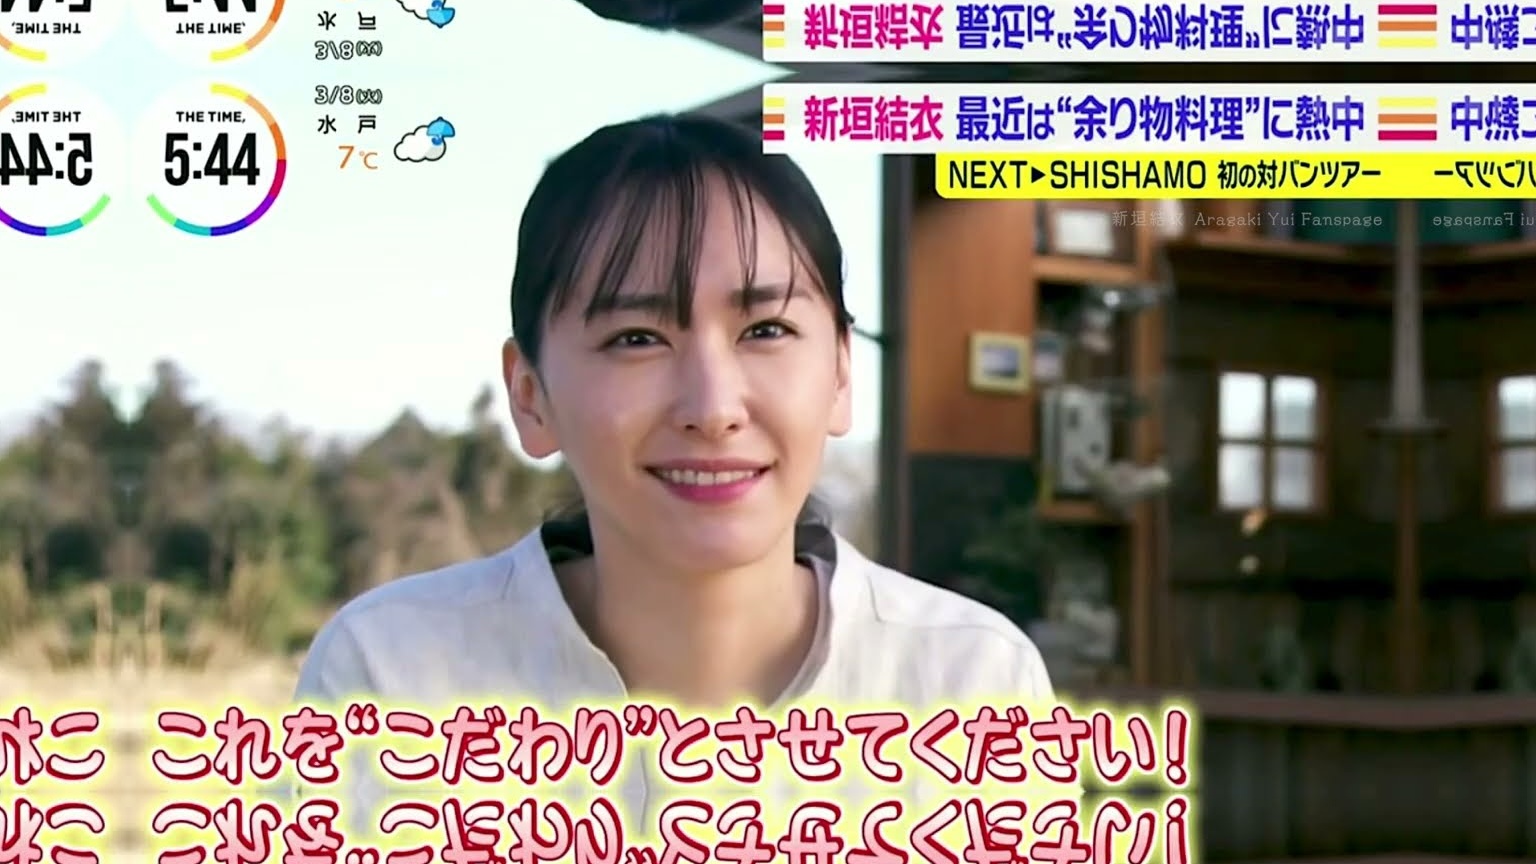 THE TIME,
5:44
3/8(火)
水戸
7℃
新垣結衣 最近は“余り物料理”に熱中
NEXT▶SHISHAMO 初の対バンツアー
新垣結衣 Aragaki Yui Fanspage
これを“こだわり”とさせてください!